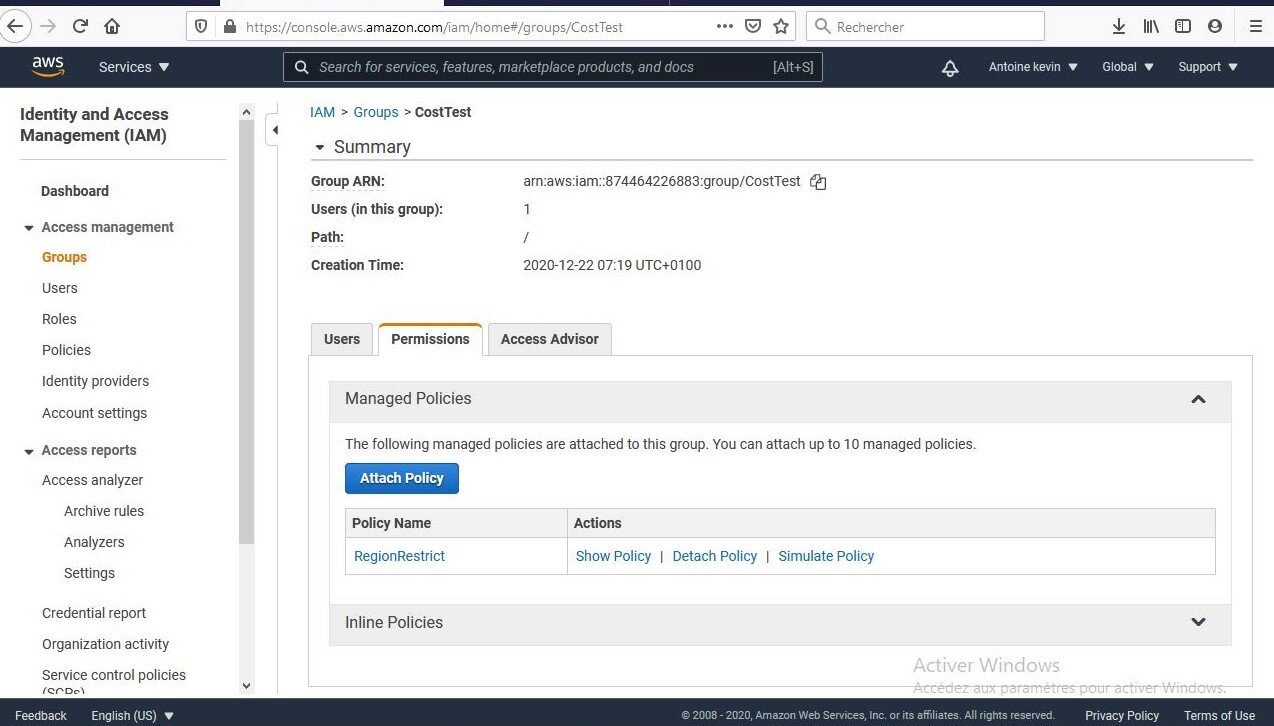 https://console.aws.amazon.com/iam/home#/groups/CostTest
Rechercher
aws
Services
Search for services, features, marketplace products, and docs [Alt+S]
Antoine kevin
Global
Support
Identity and Access Management (IAM)
Dashboard
Access management
Groups
Users
Roles
Policies
Identity providers
Account settings
Access reports
Access analyzer
Archive rules
Analyzers
Settings
Credential report
Organization activity
Service control policies
(SCPs)
IAM > Groups > CostTest
Summary
Group ARN: arn:aws:iam::874464226883:group/CostTest
Users (in this group): 1
Path: /
Creation Time: 2020-12-22 07:19 UTC+0100
Users
Permissions
Access Advisor
Managed Policies
The following managed policies are attached to this group. You can attach up to 10 managed policies.
Attach Policy
Policy Name Actions
RegionRestrict Show Policy | Detach Policy | Simulate Policy
Inline Policies
Activer Windows
Accédez aux paramètres pour activer Windows.
Feedback
English (US)
© 2008 - 2020, Amazon Web Services, Inc. or its affiliates. All rights reserved.
Privacy Policy
Terms of Use